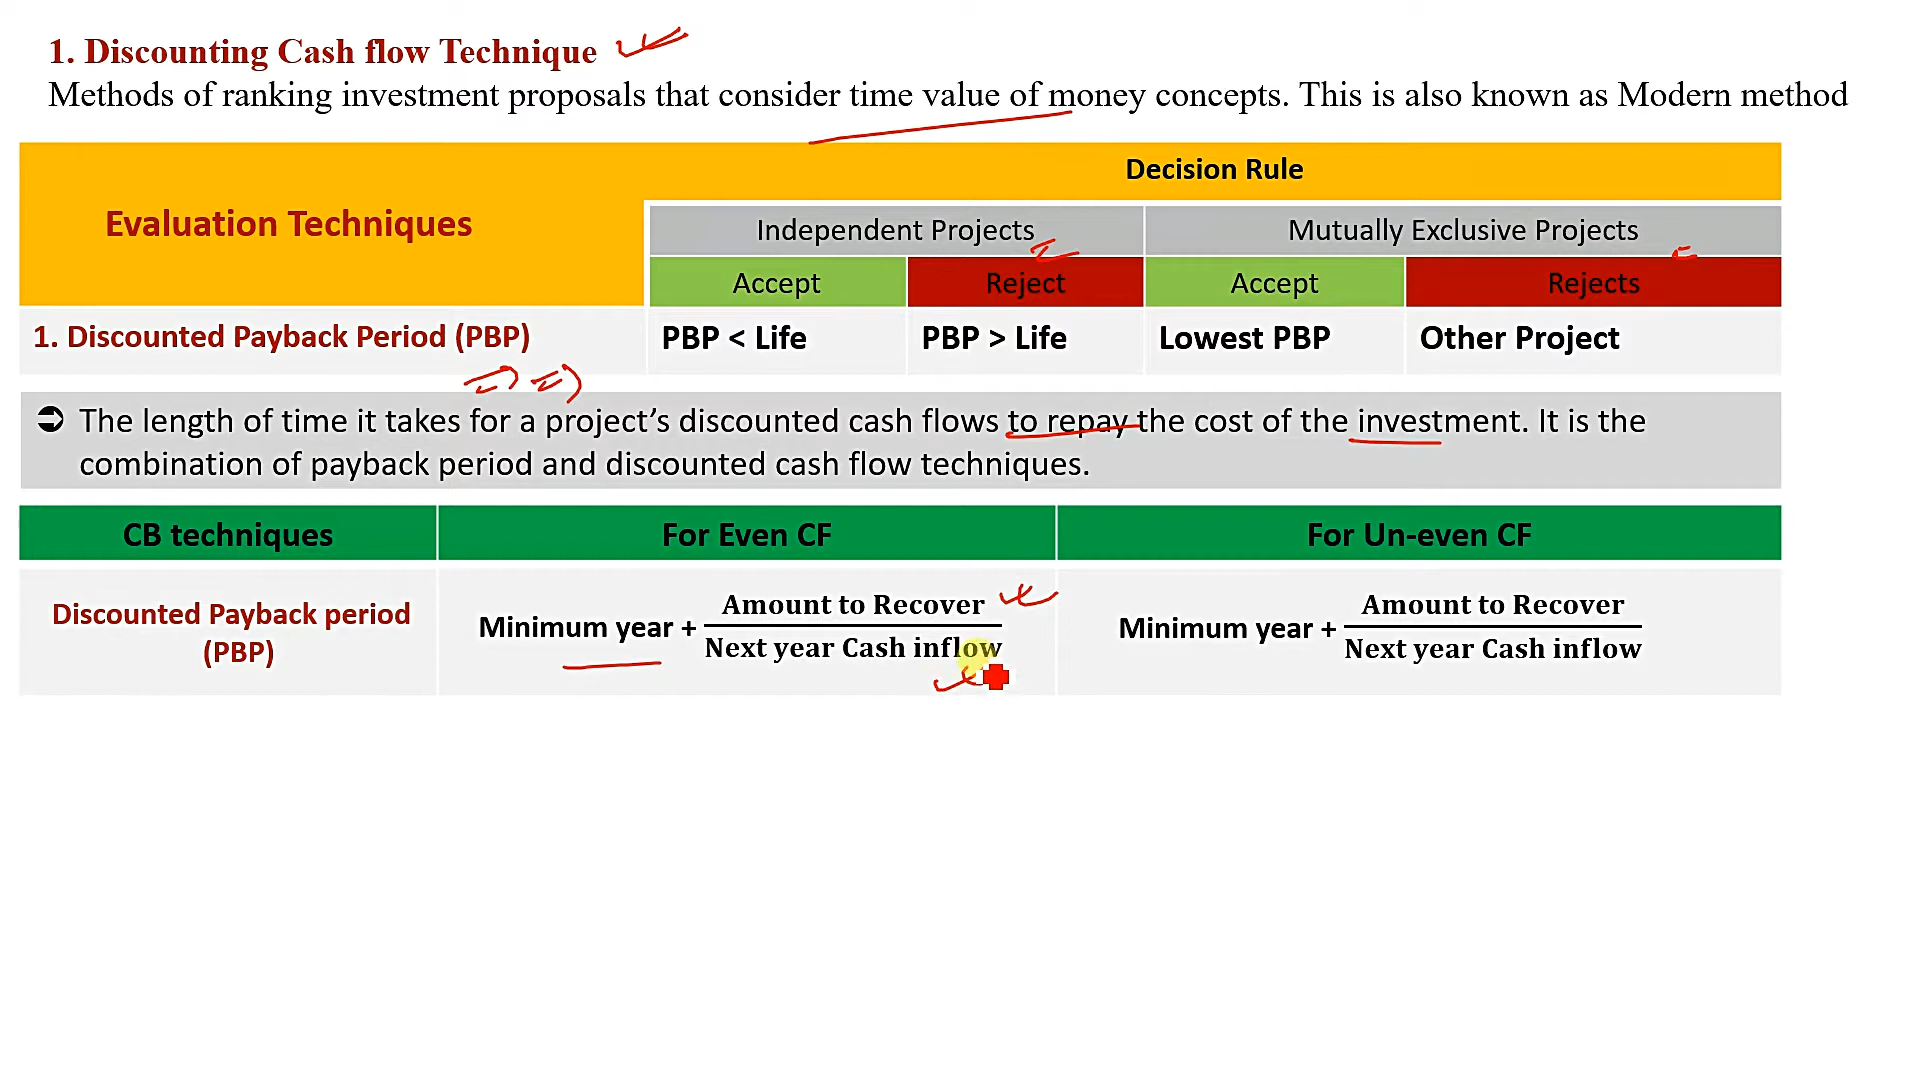 1. Discounting Cash flow Technique
Methods of ranking investment proposals that consider time value of money concepts. This is also known as Modern method
Evaluation Techniques
Decision Rule
Independent Projects
Mutually Exclusive Projects
Accept
Reject
Accept
Rejects
1. Discounted Payback Period (PBP)
PBP < Life
PBP > Life
Lowest PBP
Other Project
The length of time it takes for a project’s discounted cash flows to repay the cost of the investment. It is the
combination of payback period and discounted cash flow techniques.
CB techniques
For Even CF
For Un-even CF
Discounted Payback period
(PBP)
Minimum year +
Amount to Recover
Next year Cash inflow
Minimum year +
Amount to Recover
Next year Cash inflow